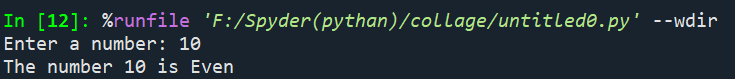 In [12]: %runfile 'F:/Spyder(pythan)/collage/untitled0.py' --wdir
Enter a number: 10
The number 10 is Even